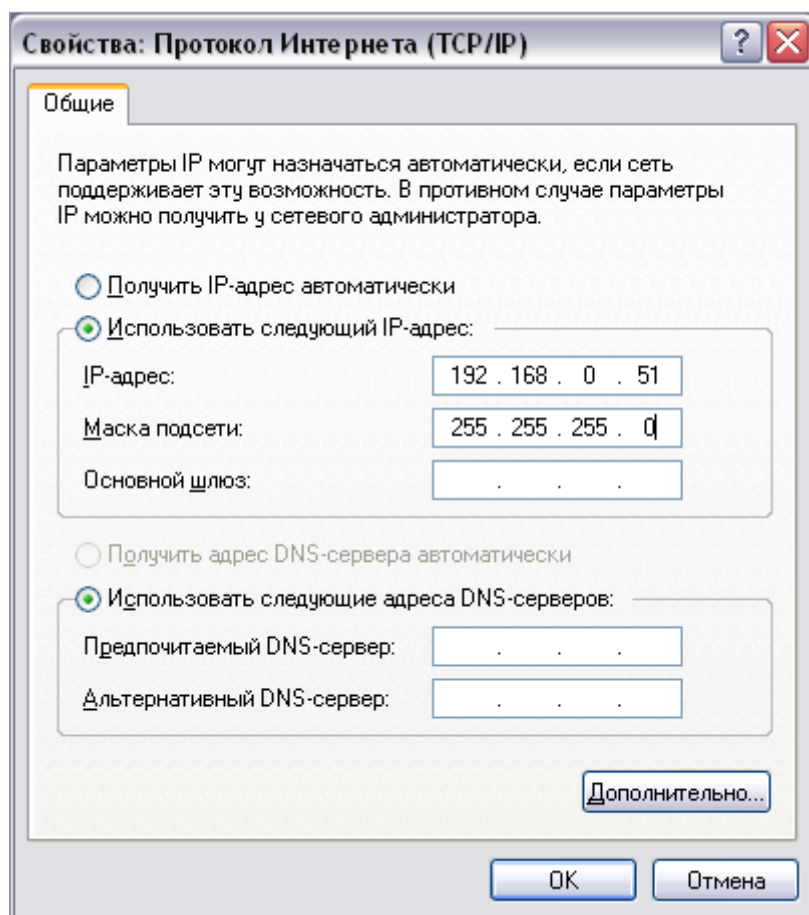 Свойства: Протокол Интернета (TCP/IP)
Общие
Параметры IP могут назначаться автоматически, если сеть
поддерживает эту возможность. В противном случае параметры
IP можно получить у сетевого администратора.
Получить IP-адрес автоматически
Использовать следующий IP-адрес:
IP-адрес: 192 . 168 . 0 . 51
Маска подсети: 255 . 255 . 255 . 0
Основной шлюз: . . .
Получить адрес DNS-сервера автоматически
Использовать следующие адреса DNS-серверов:
Предпочитаемый DNS-сервер: . . .
Альтернативный DNS-сервер: . . .
Дополнительно...
OK Отмена